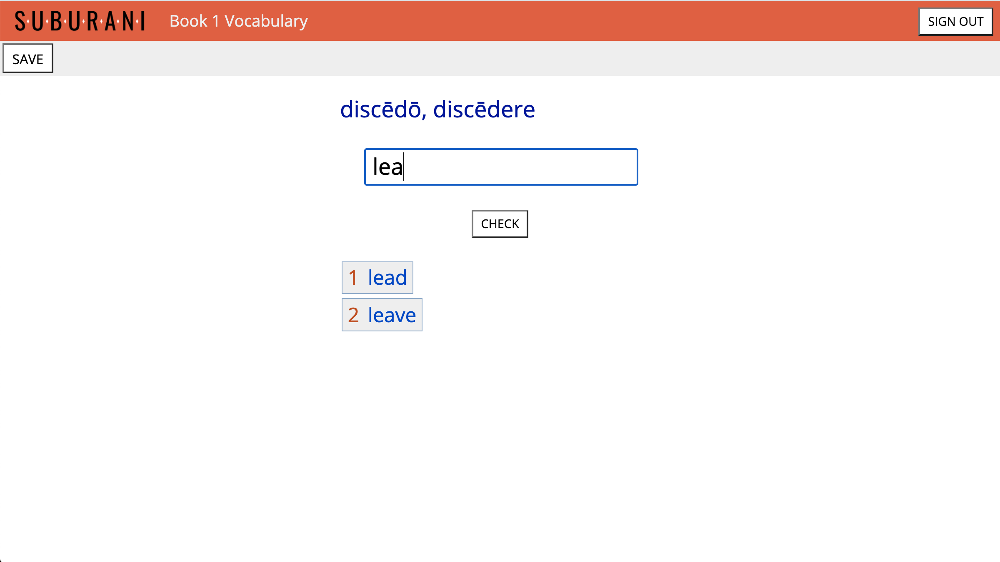 S·U·B·U·R·A·N·I Book 1 Vocabulary SIGN OUT
SAVE
discēdō, discēdere
lea
CHECK
1 lead
2 leave